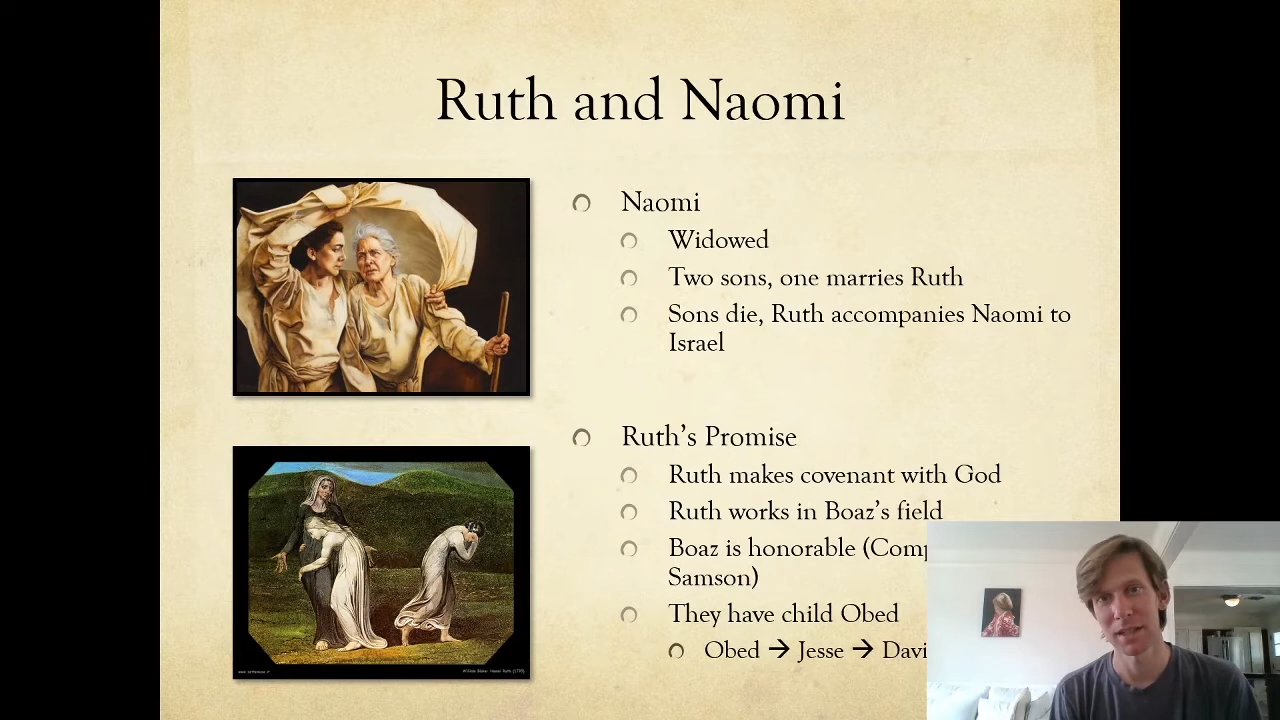 Ruth and Naomi
Naomi
Widowed
Two sons, one marries Ruth
Sons die, Ruth accompanies Naomi to
Israel
Ruth’s Promise
Ruth makes covenant with God
Ruth works in Boaz’s field
Boaz is honorable (Comp
Samson)
They have child Obed
Obed → Jesse → Davi